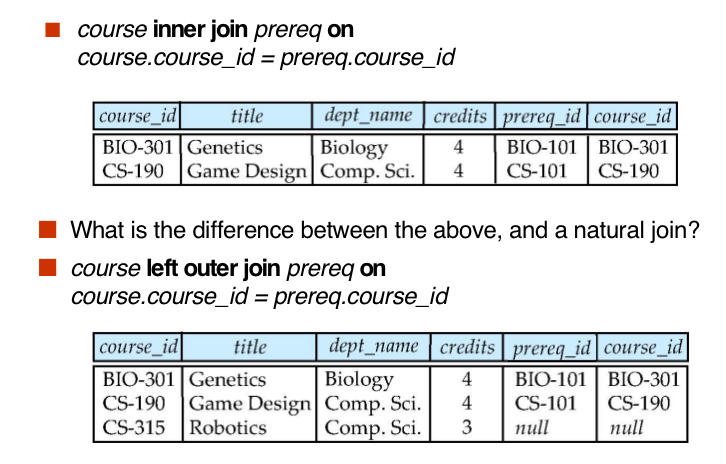 course inner join prereq on
course.course_id = prereq.course_id
course_id title dept_name credits prereq_id course_id
BIO-301 Genetics Biology 4 BIO-101 BIO-301
CS-190 Game Design Comp. Sci. 4 CS-101 CS-190
What is the difference between the above, and a natural join?
course left outer join prereq on
course.course_id = prereq.course_id
course_id title dept_name credits prereq_id course_id
BIO-301 Genetics Biology 4 BIO-101 BIO-301
CS-190 Game Design Comp. Sci. 4 CS-101 CS-190
CS-315 Robotics Comp. Sci. 3 null null